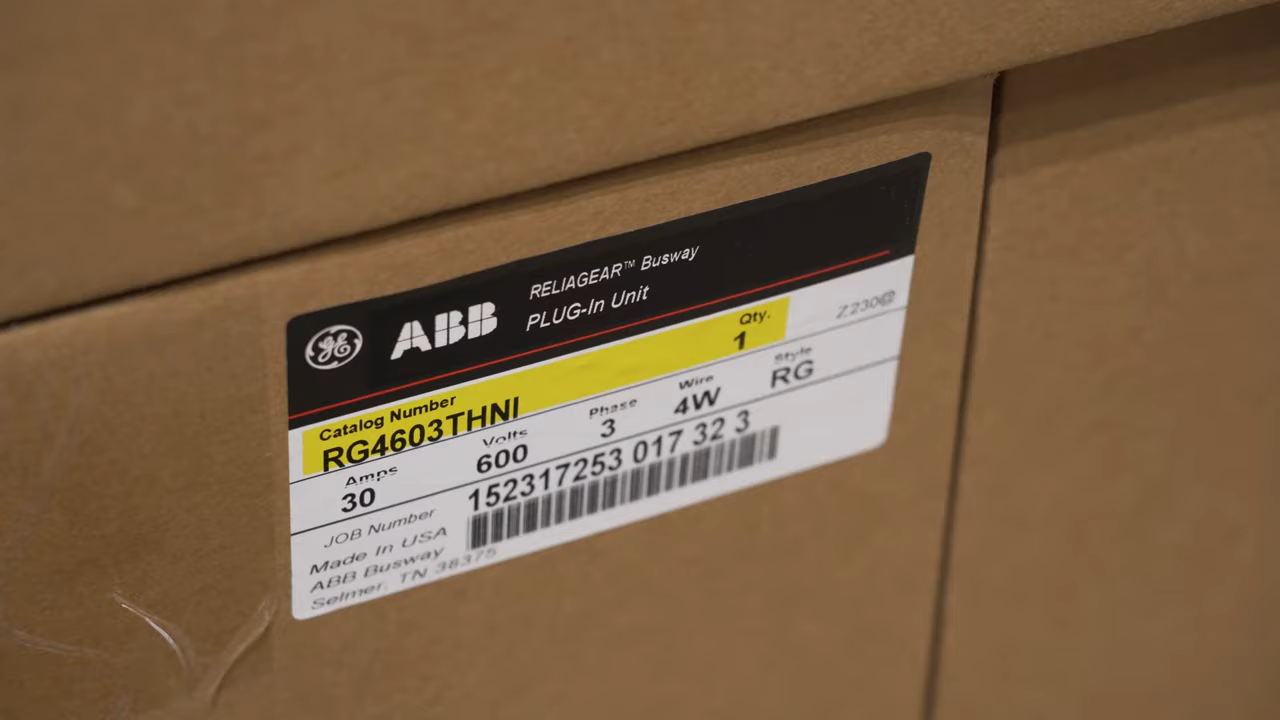 GE ABB RELIAGEAR™ Busway
PLUG-In Unit
Catalog Number Qty.
RG4603THNI 1
Amps Volts Phase Wire Style
30 600 3 4W RG
JOB Number 152317253 017 32 3
Made In USA
ABB Busway
Selmer, TN 38375